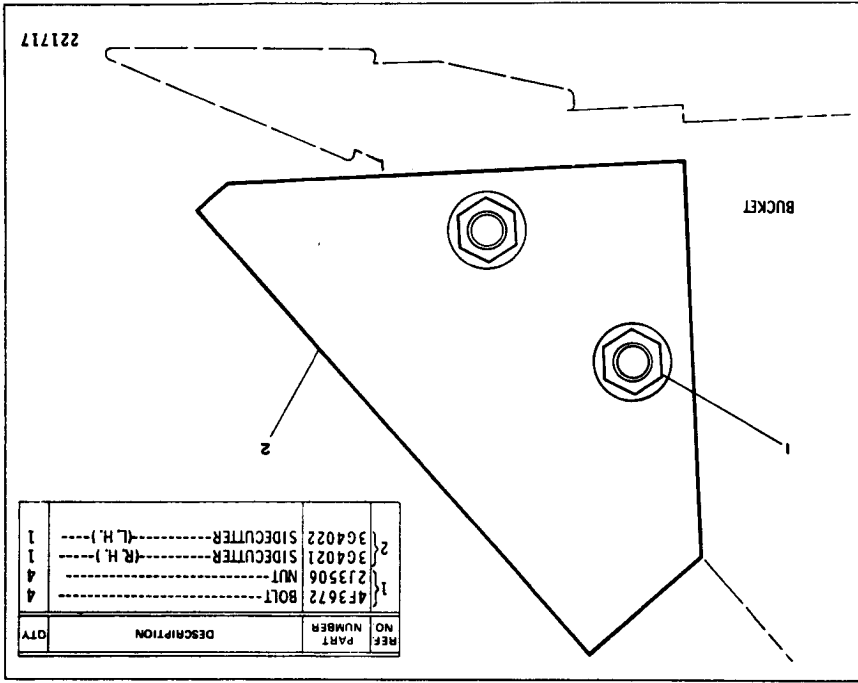 REF. NO PART NUMBER DESCRIPTION QTY
1 { 4F3672 BOLT------------------- 4
2J3506 NUT-------------------- 4
2 { 3G4021 SIDECUTTER--------(R.H.)---- 1
3G4022 SIDECUTTER--------(L.H.)---- 1
1
2
BUCKET
221717